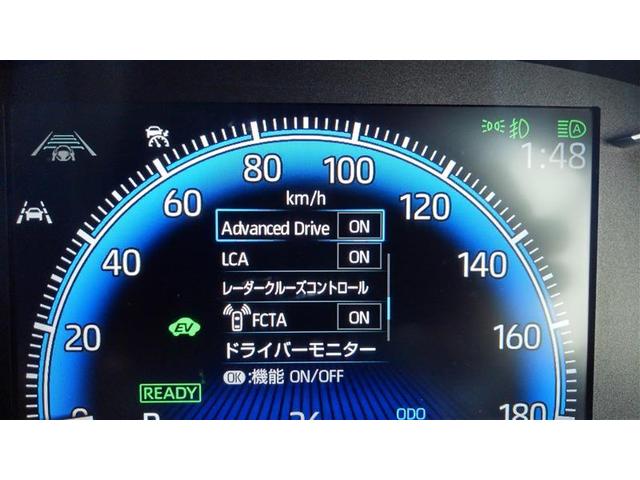 1:48
80 100
60 km/h 120
Advanced Drive ON
LCA ON
40 140
レーダークルーズコントロール
FCTA ON
EV
20 160
ドライバーモニター
OK:機能 ON/OFF
READY
ODO
180